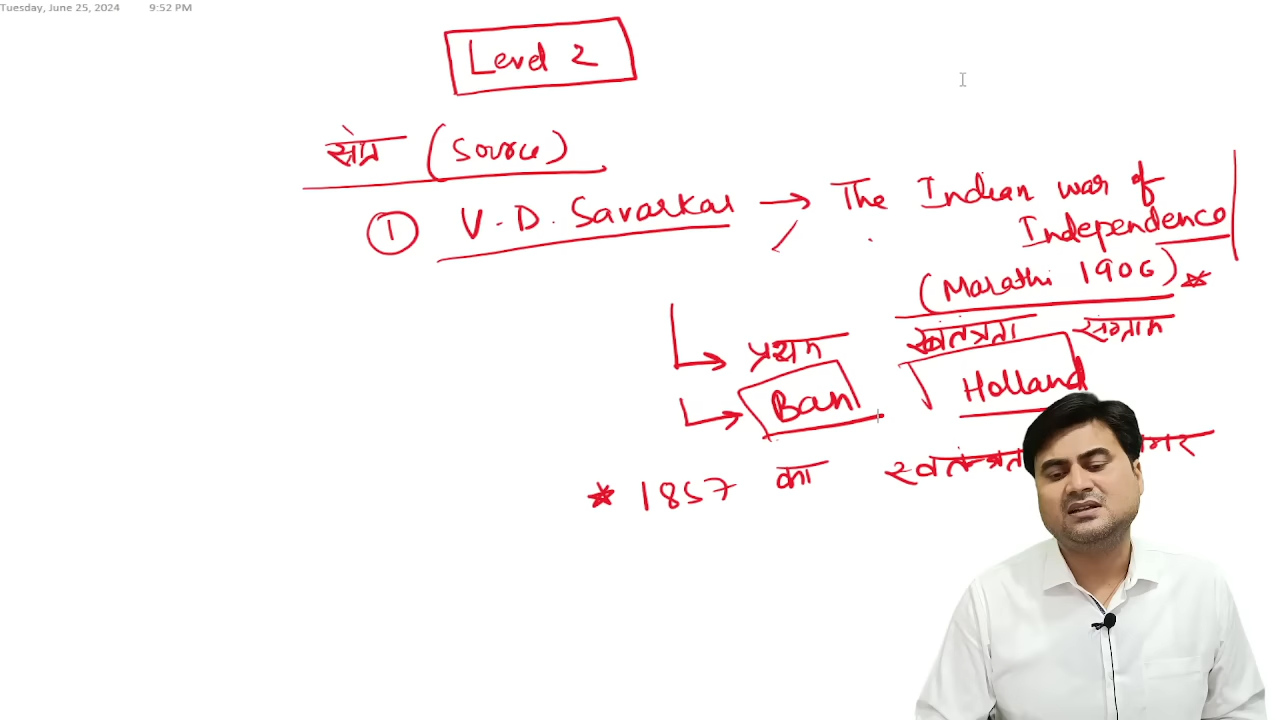 Tuesday, June 25, 2024 9:52 PM
Level 2
स्रोत (Source)
① V.D. Savarkar → The Indian war of
Independence
(Marathi 1906) *
→ प्रथम स्वतंत्रता संग्राम
→ Ban Holland
* 1857 का